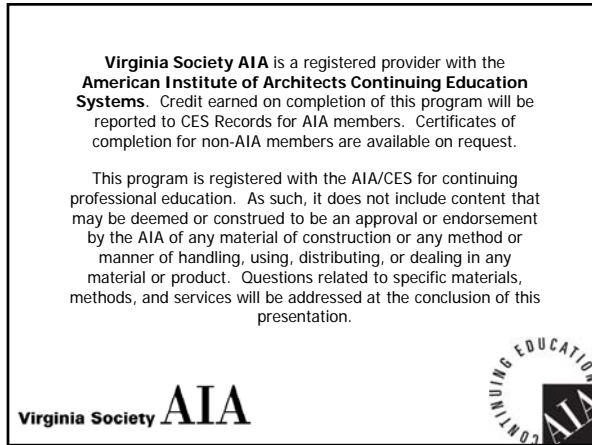 Virginia Society AIA is a registered provider with the
American Institute of Architects Continuing Education
Systems. Credit earned on completion of this program will be
reported to CES Records for AIA members. Certificates of
completion for non-AIA members are available on request.
This program is registered with the AIA/CES for continuing
professional education. As such, it does not include content that
may be deemed or construed to be an approval or endorsement
by the AIA of any material of construction or any method or
manner of handling, using, distributing, or dealing in any
material or product. Questions related to specific materials,
methods, and services will be addressed at the conclusion of this
presentation.
Virginia Society AIA
CONTINUING EDUCATION
AIA